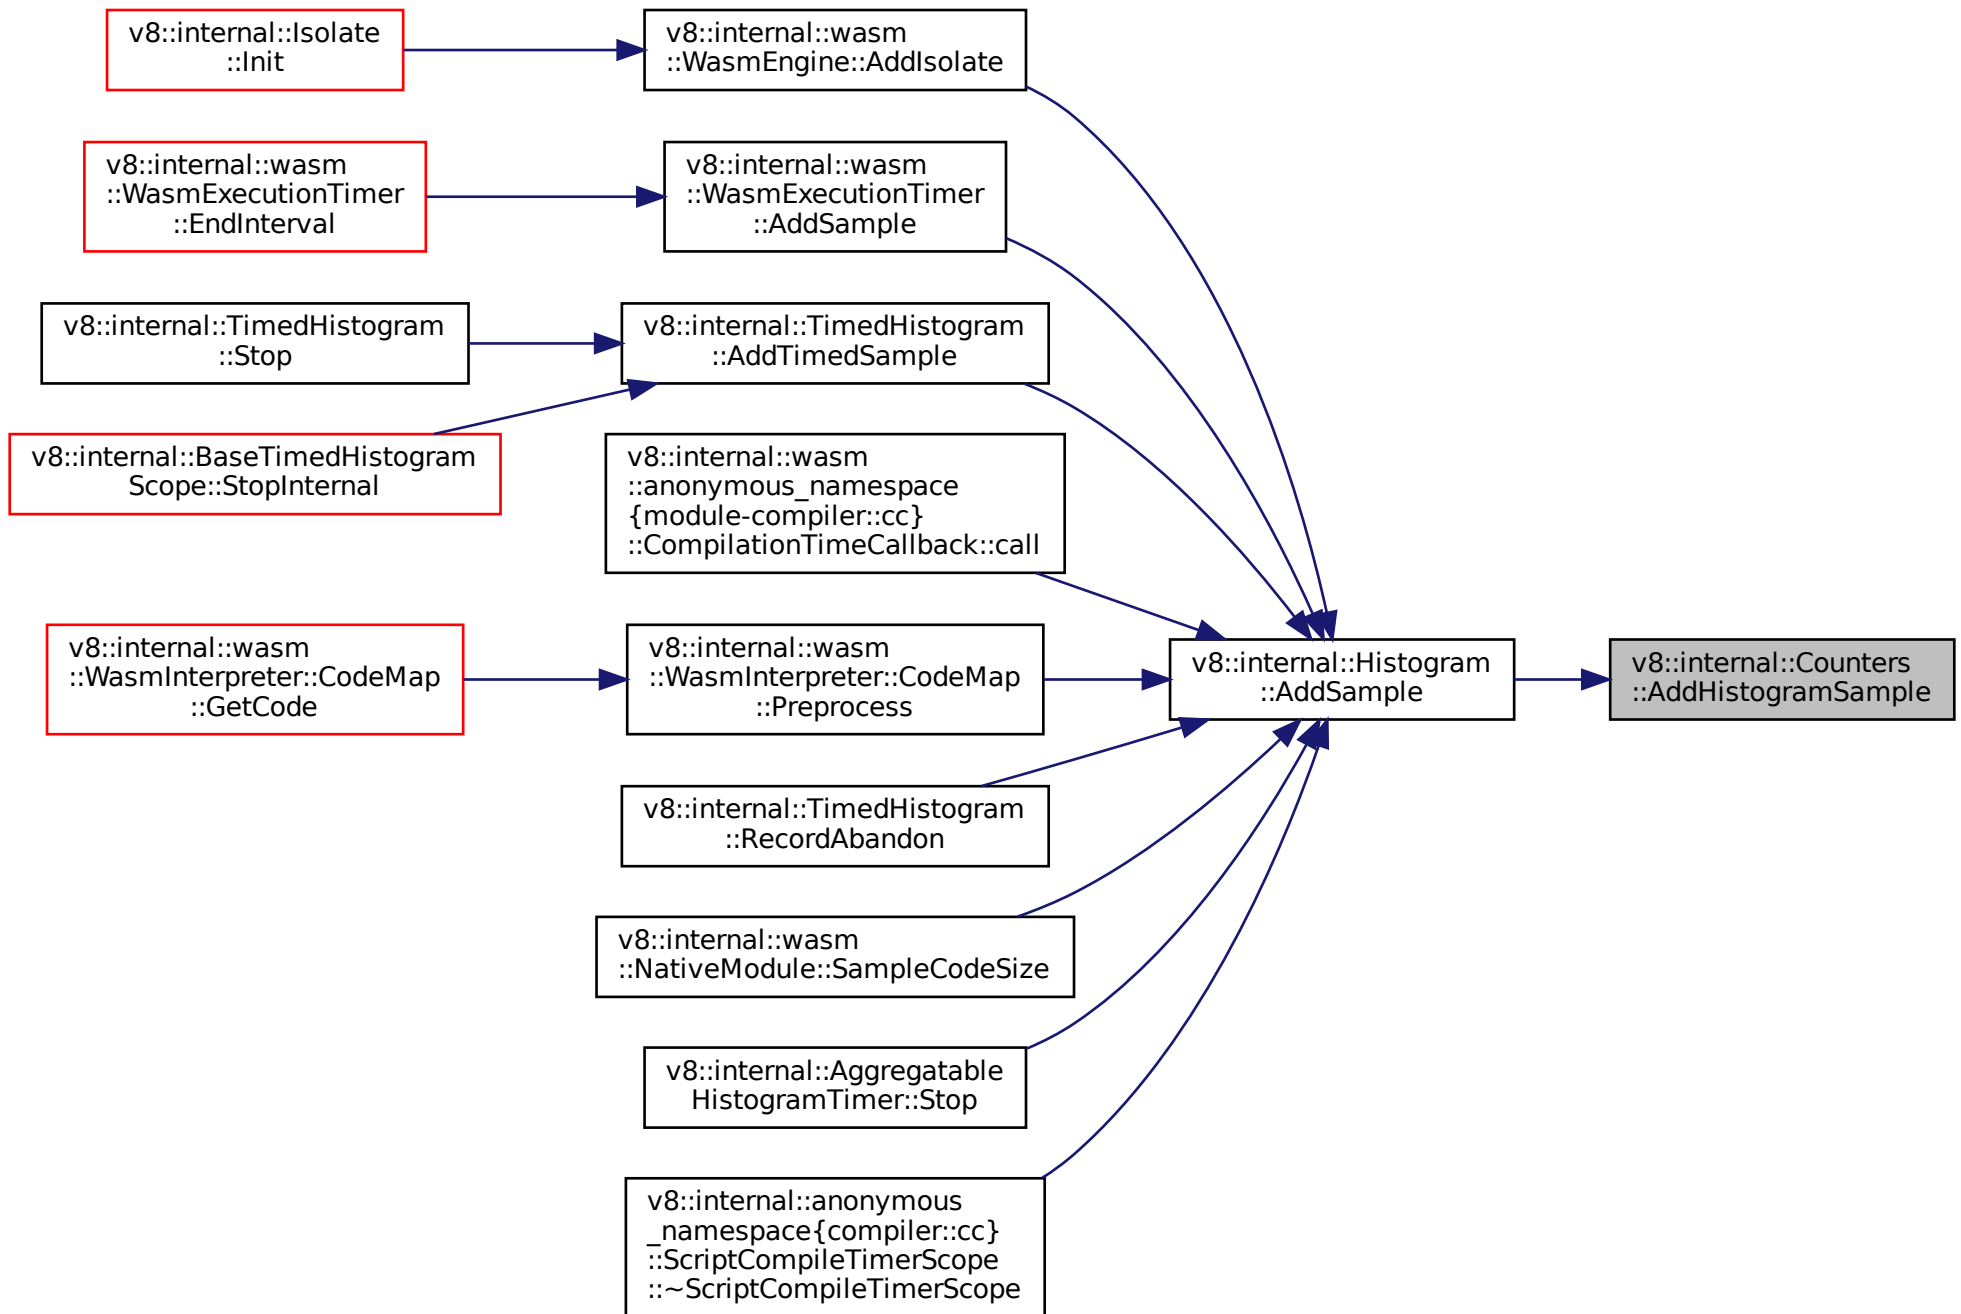 v8::internal::Isolate
::Init
v8::internal::wasm
::WasmEngine::AddIsolate
v8::internal::wasm
::WasmExecutionTimer
::EndInterval
v8::internal::wasm
::WasmExecutionTimer
::AddSample
v8::internal::TimedHistogram
::Stop
v8::internal::TimedHistogram
::AddTimedSample
v8::internal::BaseTimedHistogram
Scope::StopInternal
v8::internal::wasm
::anonymous_namespace
{module-compiler::cc}
::CompilationTimeCallback::call
v8::internal::wasm
::WasmInterpreter::CodeMap
::GetCode
v8::internal::wasm
::WasmInterpreter::CodeMap
::Preprocess
v8::internal::Histogram
::AddSample
v8::internal::Counters
::AddHistogramSample
v8::internal::TimedHistogram
::RecordAbandon
v8::internal::wasm
::NativeModule::SampleCodeSize
v8::internal::Aggregatable
HistogramTimer::Stop
v8::internal::anonymous
_namespace{compiler::cc}
::ScriptCompileTimerScope
::~ScriptCompileTimerScope